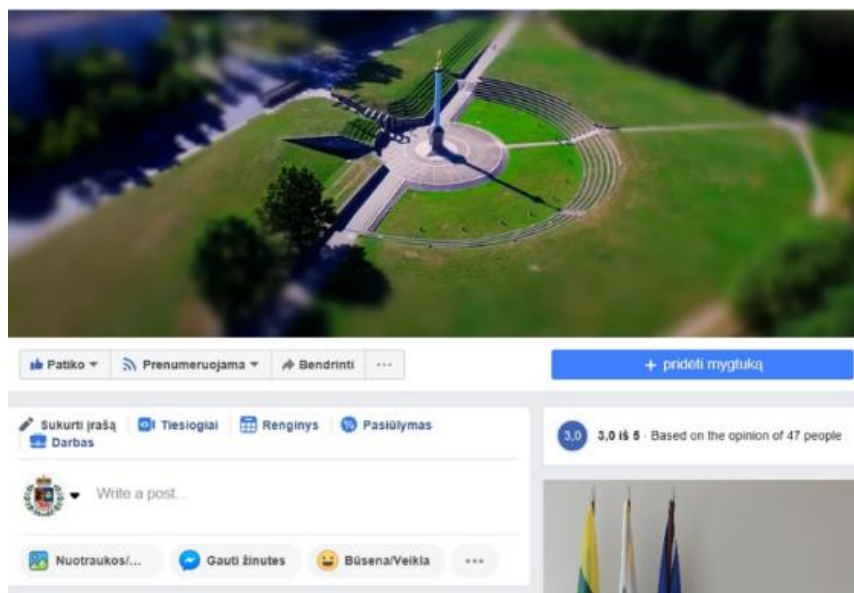 Patiko
Prenumeruojama
Bendrinti
+ pridėti mygtuką
Sukurti įrašą
Tiesiogiai
Renginys
Pasiūlymas
Darbas
3,0
3,0 iš 5 · Based on the opinion of 47 people
Write a post...
Nuotraukos/...
Gauti žinutes
Būsena/Veikla